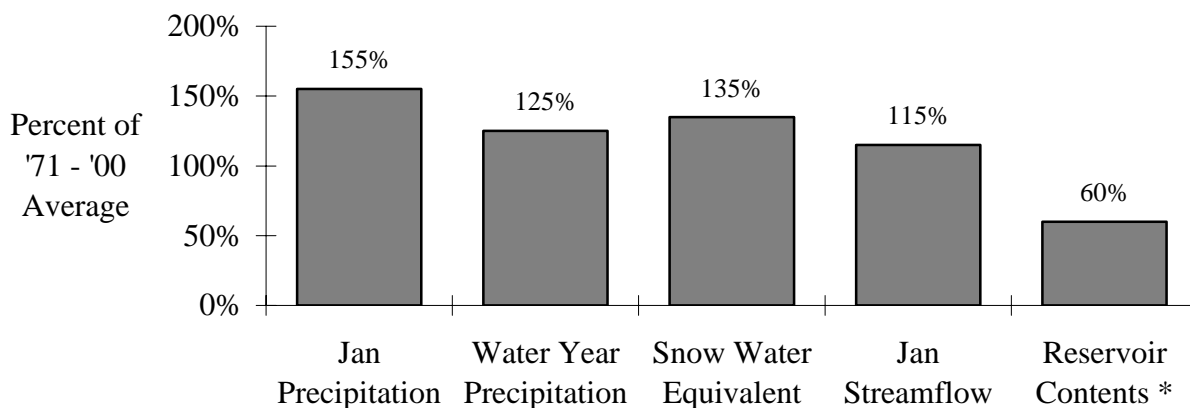 200%
150%
100%
50%
0%
Percent of
'71 - '00
Average
155%
125%
135%
115%
60%
Jan
Precipitation
Water Year
Precipitation
Snow Water
Equivalent
Jan
Streamflow
Reservoir
Contents *